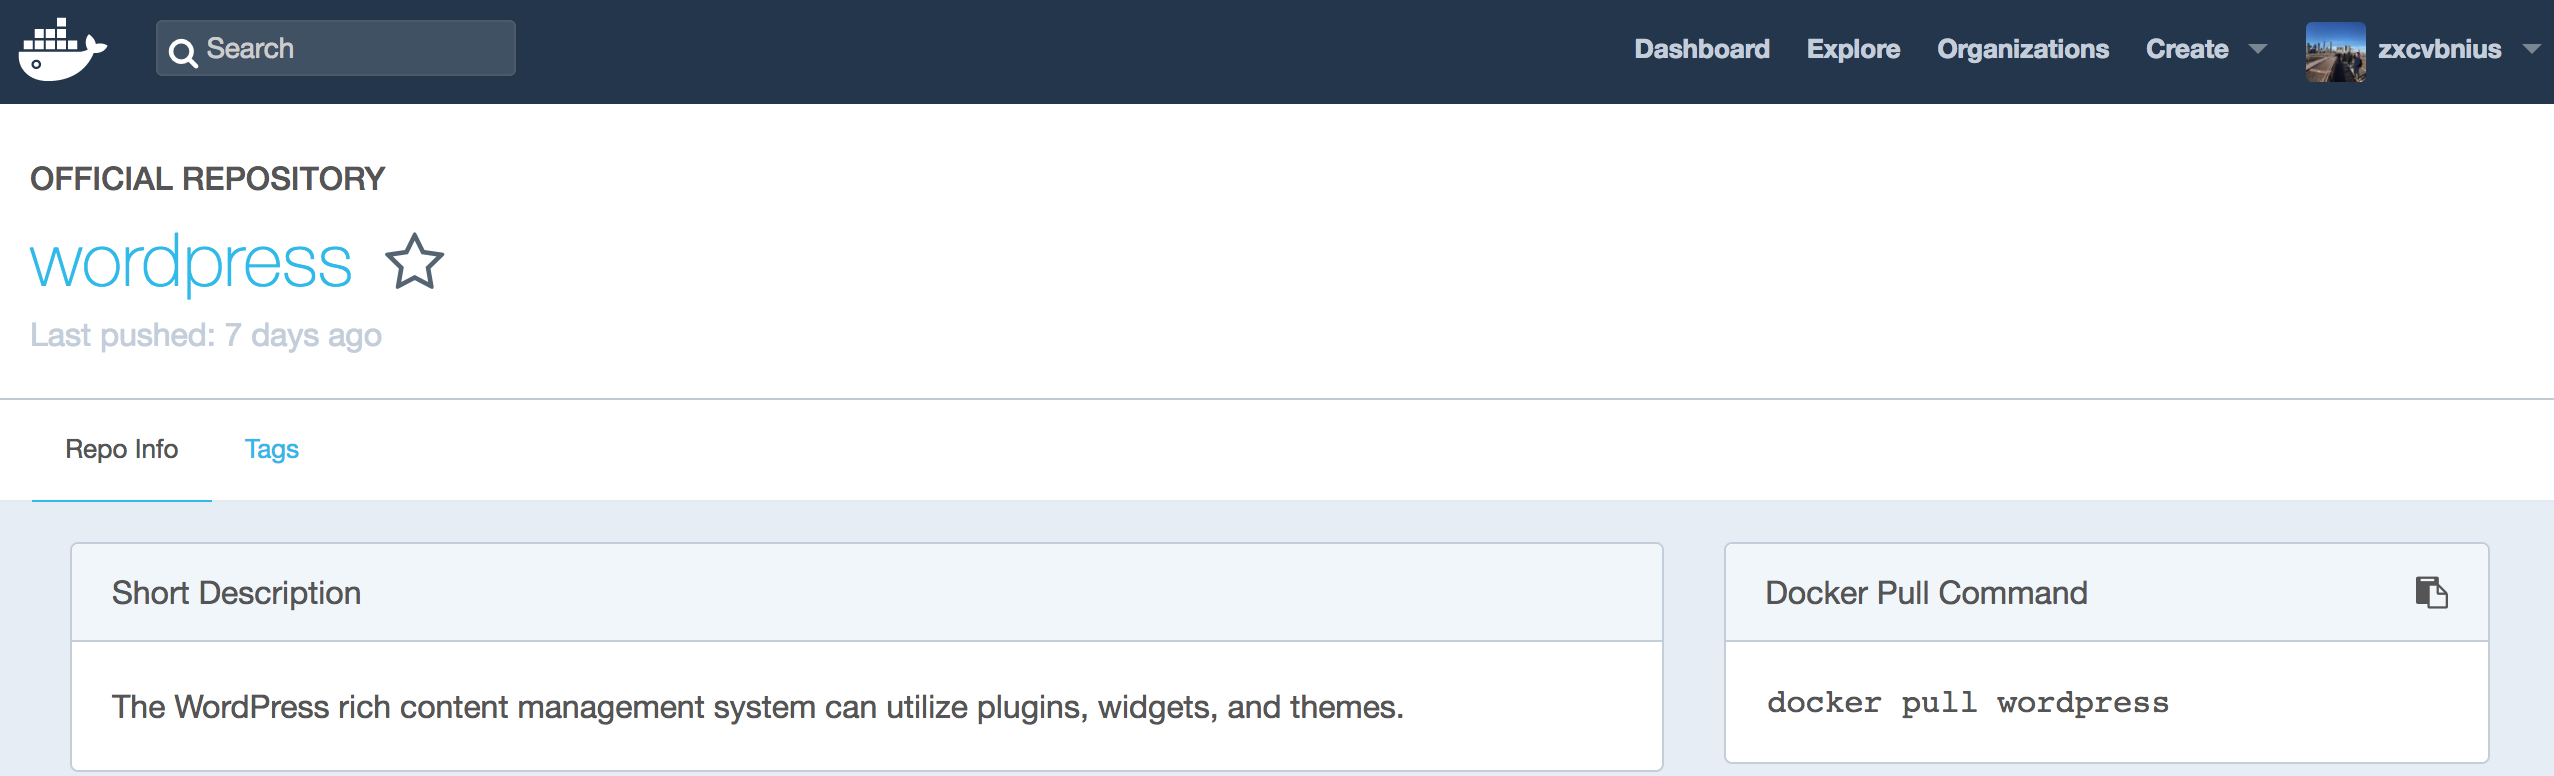 Search
Dashboard Explore Organizations Create zxcvbnius
OFFICIAL REPOSITORY
wordpress
Last pushed: 7 days ago
Repo Info Tags
Short Description
The WordPress rich content management system can utilize plugins, widgets, and themes.
Docker Pull Command
docker pull wordpress